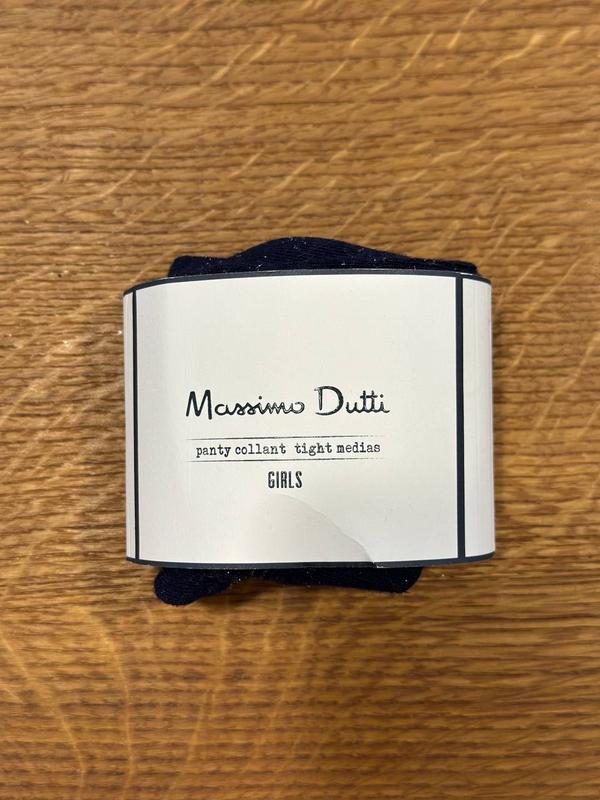 Massimo Dutti
panty collant tight medias
GIRLS